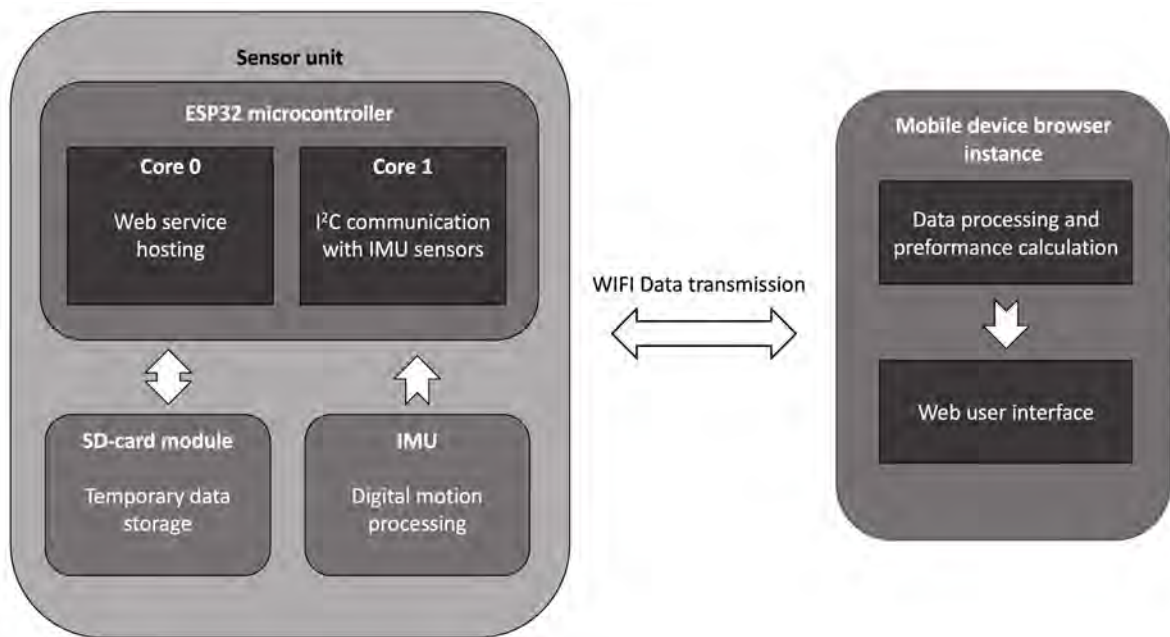 Sensor unit
ESP32 microcontroller
Core 0
Web service
hosting
Core 1
I²C communication
with IMU sensors
SD-card module
Temporary data
storage
IMU
Digital motion
processing
WIFI Data transmission
Mobile device browser
instance
Data processing and
preformance calculation
Web user interface